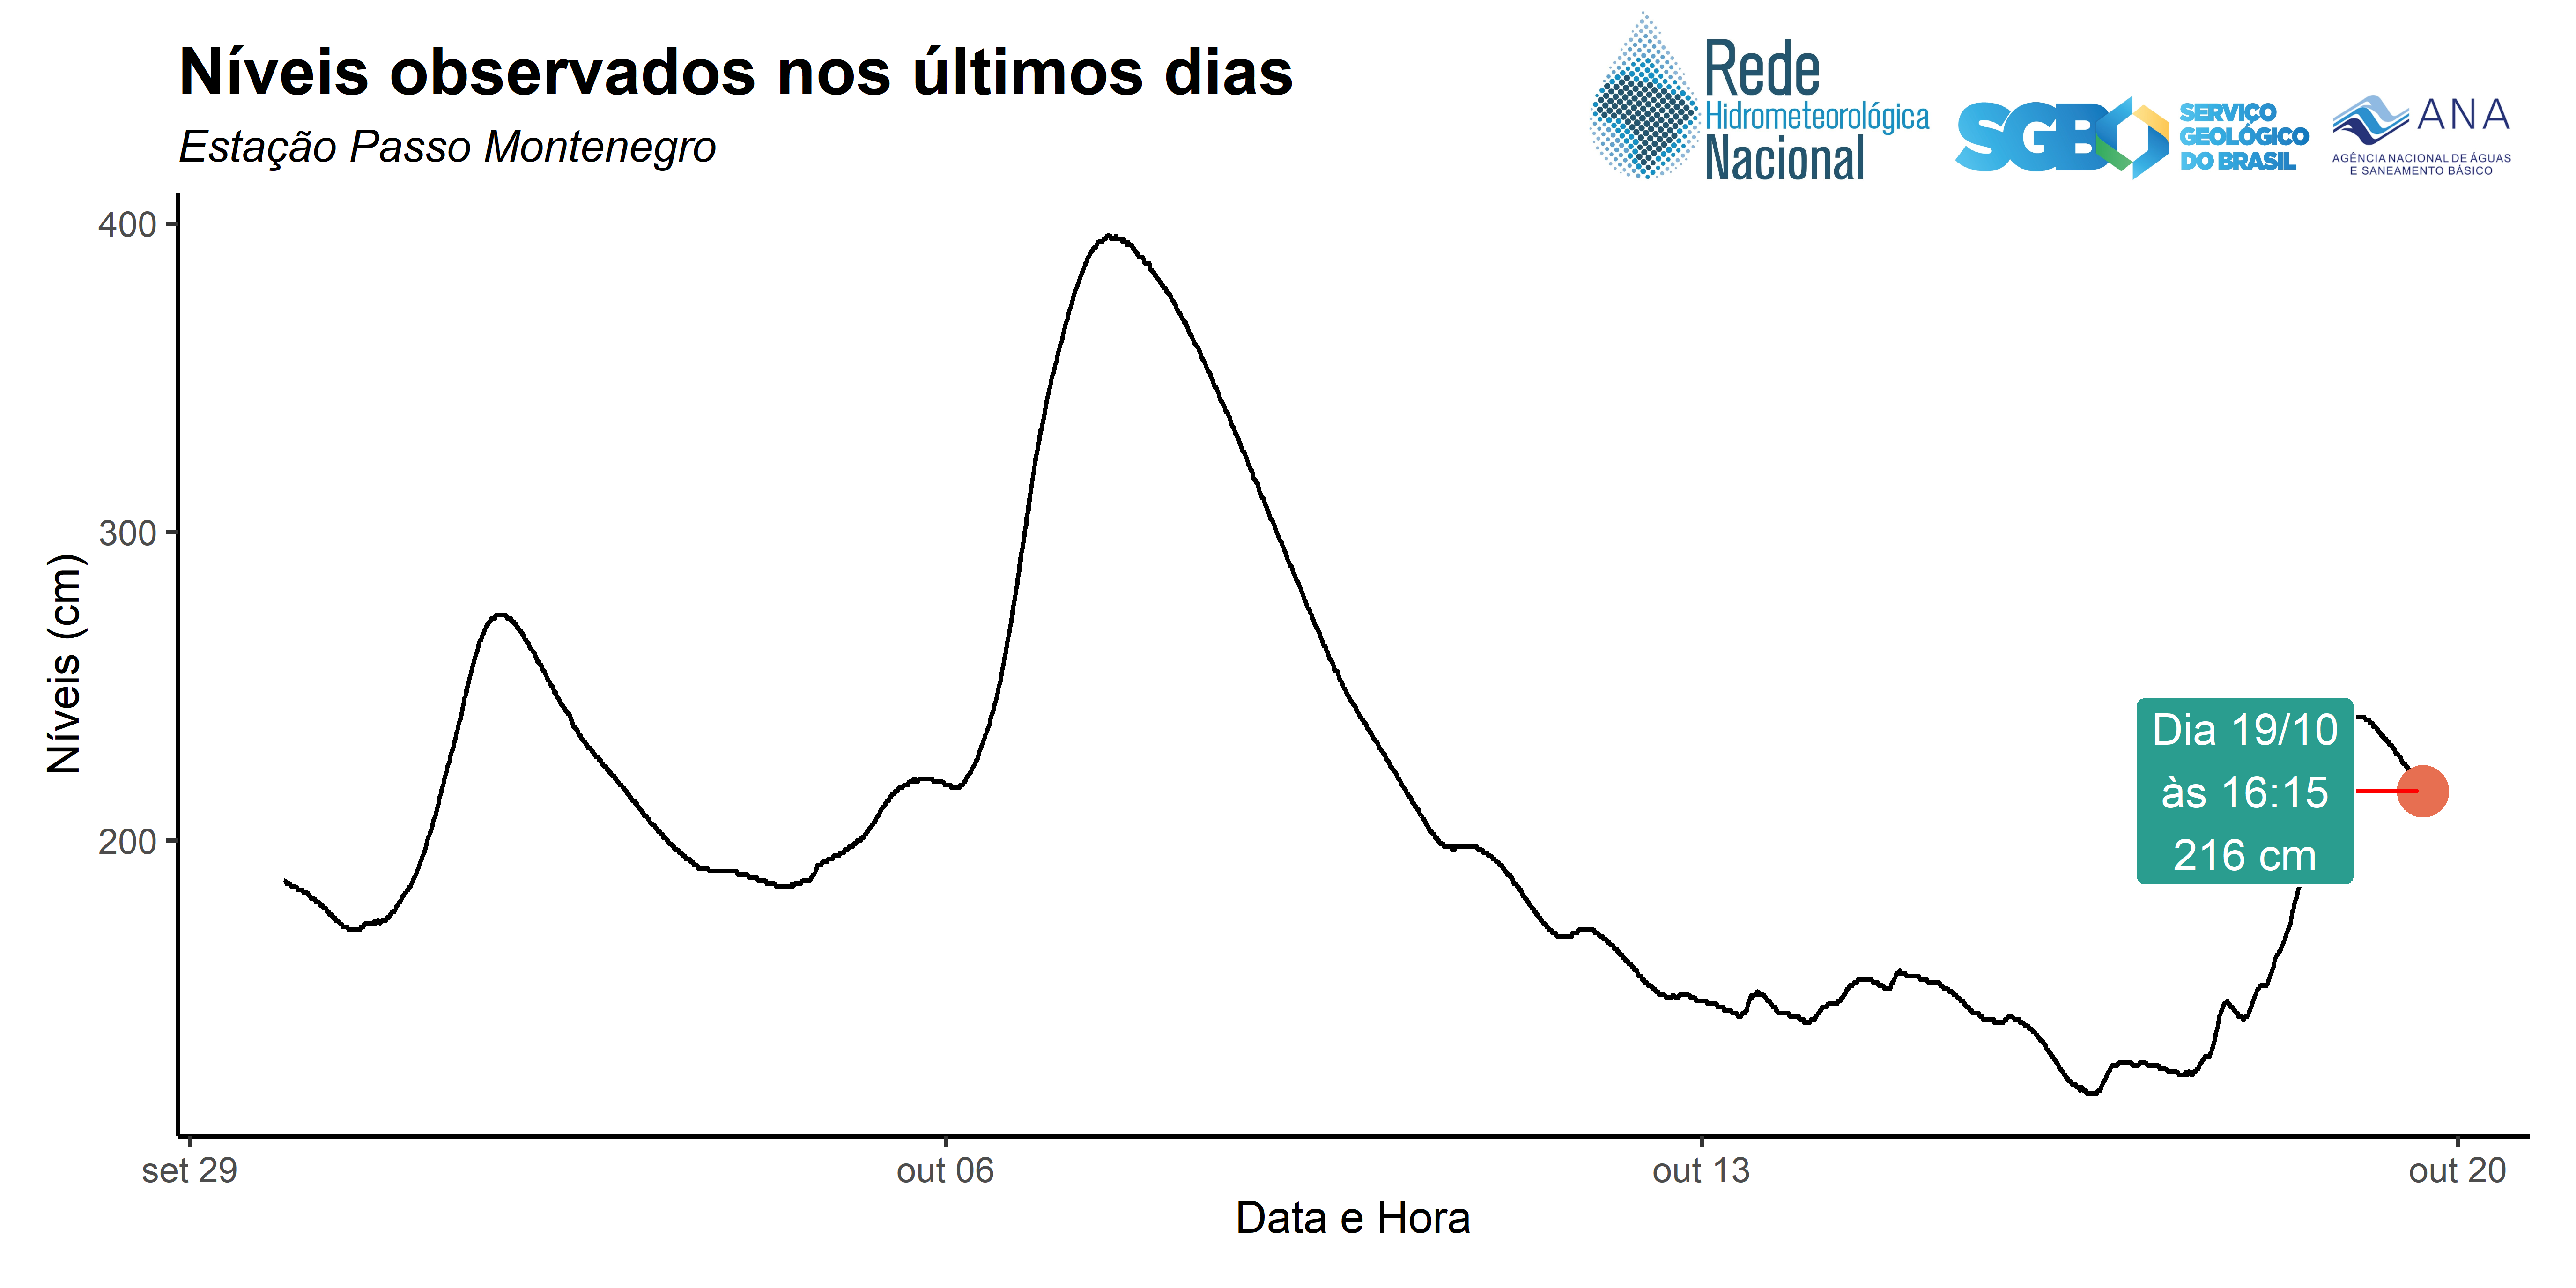 Níveis observados nos últimos dias
Estação Passo Montenegro
Rede
Hidrometeorológica
Nacional
SGB
SERVIÇO
GEOLÓGICO
DO BRASIL
ANA
AGÊNCIA NACIONAL DE ÁGUAS
E SANEAMENTO BÁSICO
Níveis (cm)
400
300
200
Dia 19/10
às 16:15
216 cm
set 29
out 06
out 13
out 20
Data e Hora